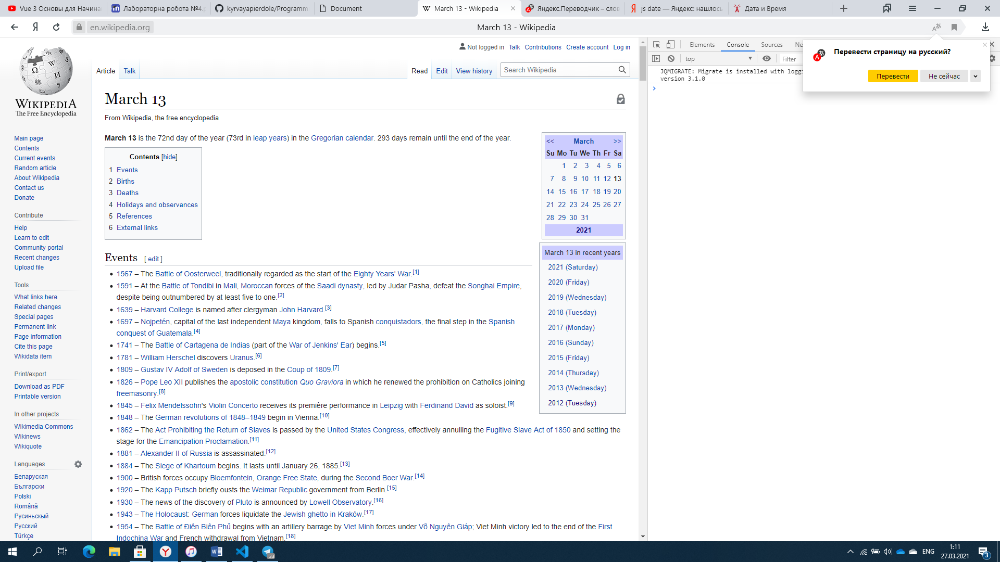 Vue 3 Основы для Начина
Лабораторна робота №4.p
kyrvayapierdole/Programmi
Document
March 13 - Wikipedia
Яндекс.Переводчик – слов
js date — Яндекс: нашлось
Дата и Время
en.wikipedia.org
March 13 - Wikipedia
Not logged in Talk Contributions Create account Log in
Article Talk
Read Edit View history
Search Wikipedia
WIKIPEDIA
The Free Encyclopedia
Main page
Contents
Current events
Random article
About Wikipedia
Contact us
Donate
Contribute
Help
Learn to edit
Community portal
Recent changes
Upload file
Tools
What links here
Related changes
Special pages
Permanent link
Page information
Cite this page
Wikidata item
Print/export
Download as PDF
Printable version
In other projects
Wikimedia Commons
Wikinews
Wikiquote
Languages
Беларуская
Български
Polski
Română
Русиньскый
Русский
Türkçe
March 13
From Wikipedia, the free encyclopedia
March 13 is the 72nd day of the year (73rd in leap years) in the Gregorian calendar. 293 days remain until the end of the year.
Contents [hide]
1 Events
2 Births
3 Deaths
4 Holidays and observances
5 References
6 External links
<< March >>
Su Mo Tu We Th Fr Sa
1 2 3 4 5 6
7 8 9 10 11 12 13
14 15 16 17 18 19 20
21 22 23 24 25 26 27
28 29 30 31
2021
March 13 in recent years
2021 (Saturday)
2020 (Friday)
2019 (Wednesday)
2018 (Tuesday)
2017 (Monday)
2016 (Sunday)
2015 (Friday)
2014 (Thursday)
2013 (Wednesday)
2012 (Tuesday)
Events [ edit ]
• 1567 – The Battle of Oosterweel, traditionally regarded as the start of the Eighty Years' War.[1]
• 1591 – At the Battle of Tondibi in Mali, Moroccan forces of the Saadi dynasty, led by Judar Pasha, defeat the Songhai Empire,
despite being outnumbered by at least five to one.[2]
• 1639 – Harvard College is named after clergyman John Harvard.[3]
• 1697 – Nojpetén, capital of the last independent Maya kingdom, falls to Spanish conquistadors, the final step in the Spanish
conquest of Guatemala.[4]
• 1741 – The Battle of Cartagena de Indias (part of the War of Jenkins' Ear) begins.[5]
• 1781 – William Herschel discovers Uranus.[6]
• 1809 – Gustav IV Adolf of Sweden is deposed in the Coup of 1809.[7]
• 1826 – Pope Leo XII publishes the apostolic constitution Quo Graviora in which he renewed the prohibition on Catholics joining
freemasonry.[8]
• 1845 – Felix Mendelssohn's Violin Concerto receives its première performance in Leipzig with Ferdinand David as soloist.[9]
• 1848 – The German revolutions of 1848–1849 begin in Vienna.[10]
• 1862 – The Act Prohibiting the Return of Slaves is passed by the United States Congress, effectively annulling the Fugitive Slave Act of 1850 and setting the
stage for the Emancipation Proclamation.[11]
• 1881 – Alexander II of Russia is assassinated.[12]
• 1884 – The Siege of Khartoum begins. It lasts until January 26, 1885.[13]
• 1900 – British forces occupy Bloemfontein, Orange Free State, during the Second Boer War.[14]
• 1920 – The Kapp Putsch briefly ousts the Weimar Republic government from Berlin.[15]
• 1930 – The news of the discovery of Pluto is announced by Lowell Observatory.[16]
• 1943 – The Holocaust: German forces liquidate the Jewish ghetto in Kraków.[17]
• 1954 – The Battle of Điện Biên Phủ begins with an artillery barrage by Viet Minh forces under Võ Nguyên Giáp; Viet Minh victory led to the end of the First
Indochina War and French withdrawal from Vietnam.[18]
Elements Console Sources Ne
top
Filter
JQMIGRATE: Migrate is installed with loggi
version 3.1.0
Перевести страницу на русский?
Перевести
Не сейчас
33
ENG
1:11
27.03.2021
3